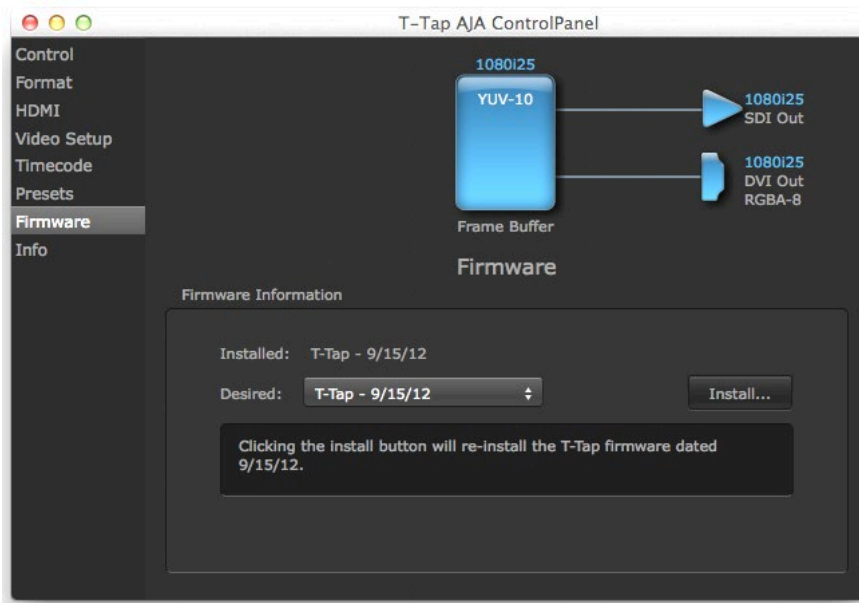 T-Tap AJA ControlPanel
Control
Format
HDMI
Video Setup
Timecode
Presets
Firmware
Info
1080i25
YUV-10
Frame Buffer
1080i25
SDI Out
1080i25
DVI Out
RGBA-8
Firmware
Firmware Information
Installed: T-Tap - 9/15/12
Desired: T-Tap - 9/15/12
Install...
Clicking the install button will re-install the T-Tap firmware dated
9/15/12.